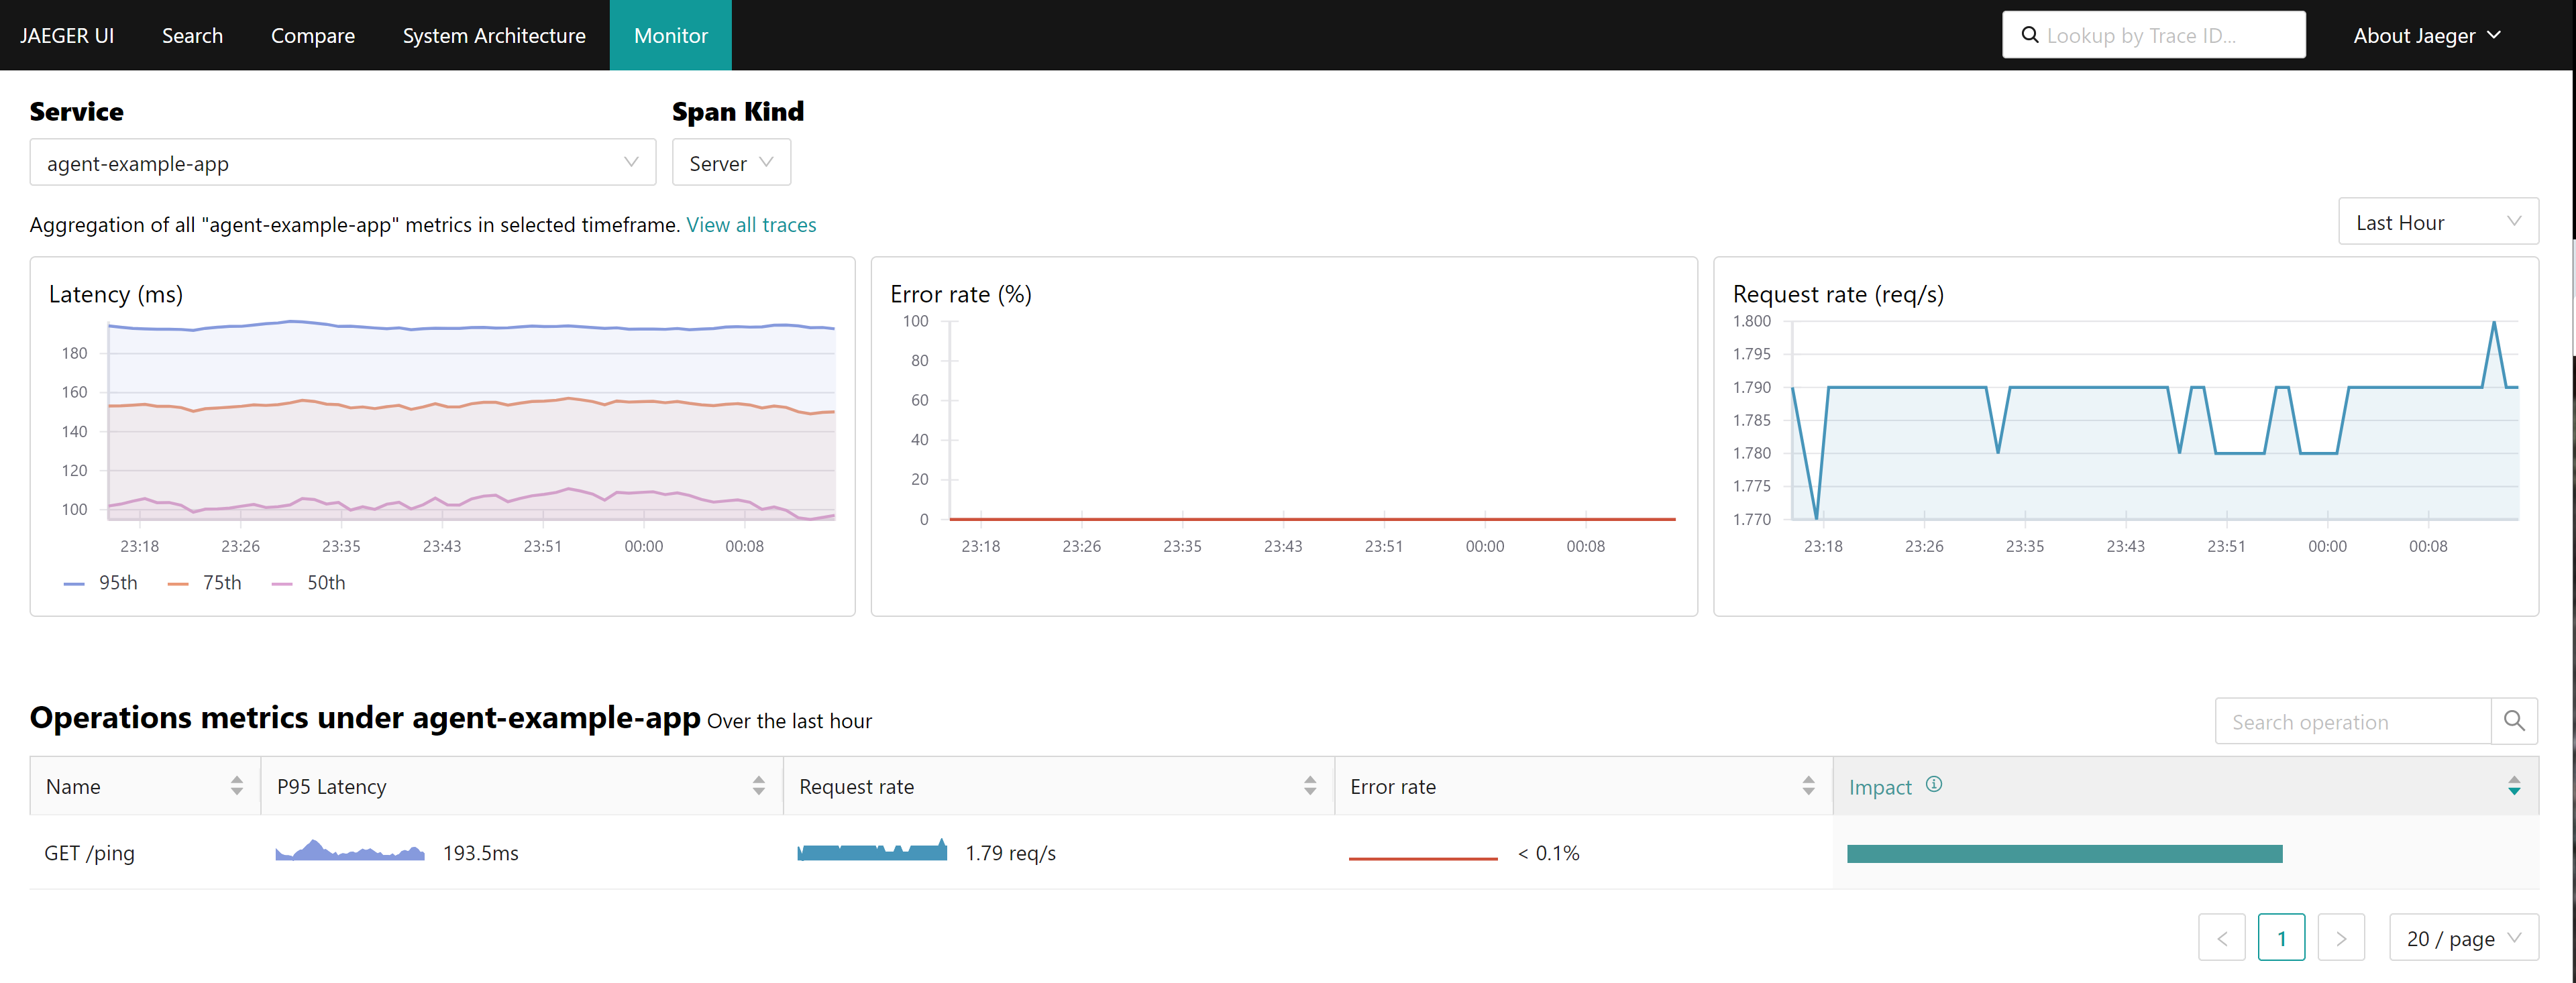 JAEGER UI Search Compare System Architecture Monitor Lookup by Trace ID... About Jaeger
Service Span Kind
agent-example-app Server
Aggregation of all "agent-example-app" metrics in selected timeframe. View all traces Last Hour
Latency (ms)
180
160
140
120
100
23:18 23:26 23:35 23:43 23:51 00:00 00:08
95th 75th 50th
Error rate (%)
100
80
60
40
20
0
23:18 23:26 23:35 23:43 23:51 00:00 00:08
Request rate (req/s)
1.800
1.795
1.790
1.785
1.780
1.775
1.770
23:18 23:26 23:35 23:43 23:51 00:00 00:08
Operations metrics under agent-example-app Over the last hour Search operation
Name P95 Latency Request rate Error rate Impact
GET /ping 193.5ms 1.79 req/s < 0.1%
< 1 > 20 / page